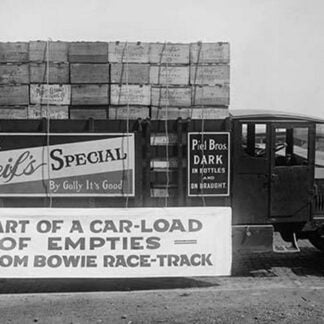 eil's SPECIAL
By Golly It's Good
Piel BROS.
DARK
IN BOTTLES
AND
ON DRAUGHT.
ART OF A CAR-LOAD
OF EMPTIES
OM BOWIE RACE-TRACK